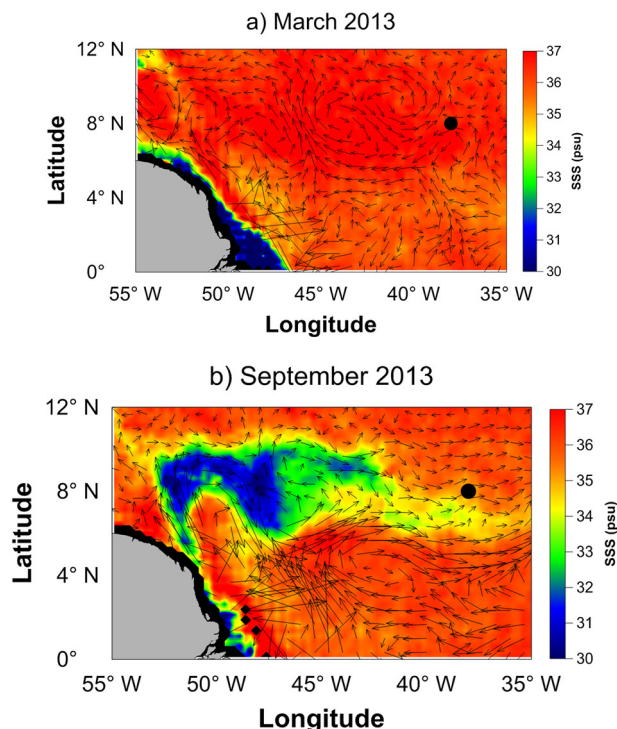 a) March 2013
12° N
8° N
4° N
0°
Latitude
55° W
50° W
45° W
40° W
35° W
Longitude
37
36
35
34
33
32
31
30
SSS (psu)
b) September 2013
12° N
8° N
4° N
0°
Latitude
55° W
50° W
45° W
40° W
35° W
Longitude
37
36
35
34
33
32
31
30
SSS (psu)